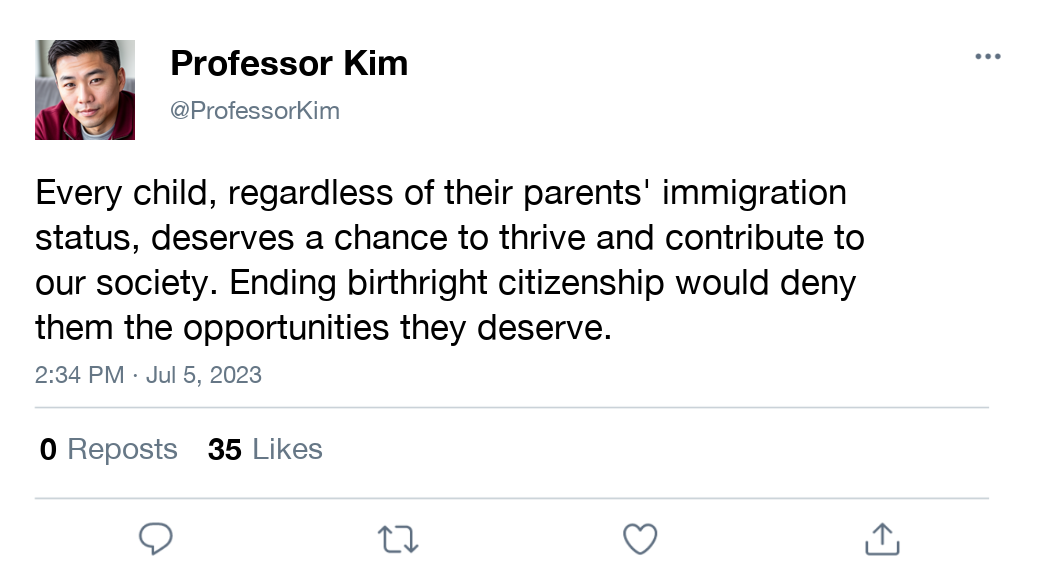 Professor Kim
@ProfessorKim
Every child, regardless of their parents' immigration
status, deserves a chance to thrive and contribute to
our society. Ending birthright citizenship would deny
them the opportunities they deserve.
2:34 PM · Jul 5, 2023
0 Reposts 35 Likes